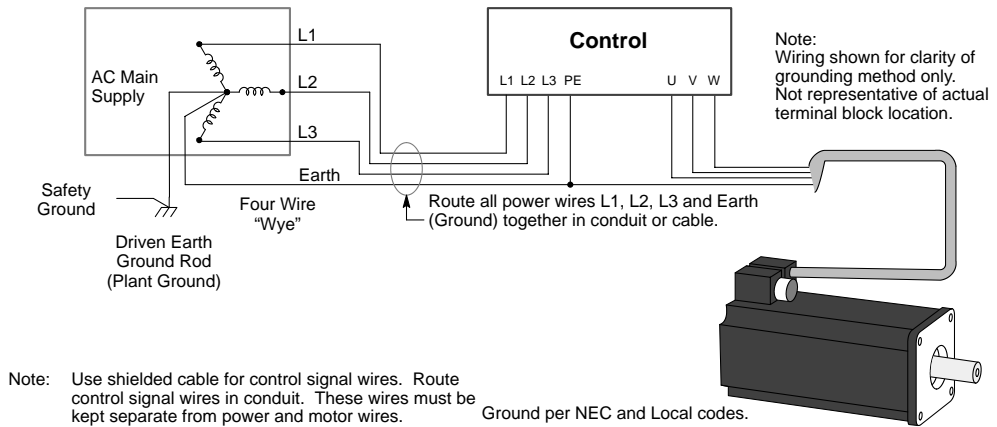 L1
Control
Note:
Wiring shown for clarity of
grounding method only.
Not representative of actual
terminal block location.
AC Main
Supply
L1 L2 L3 PE
U V W
L2
L3
Earth
Safety
Ground
Four Wire
“Wye”
Route all power wires L1, L2, L3 and Earth
(Ground) together in conduit or cable.
Driven Earth
Ground Rod
(Plant Ground)
Note: Use shielded cable for control signal wires. Route
control signal wires in conduit. These wires must be
kept separate from power and motor wires.
Ground per NEC and Local codes.